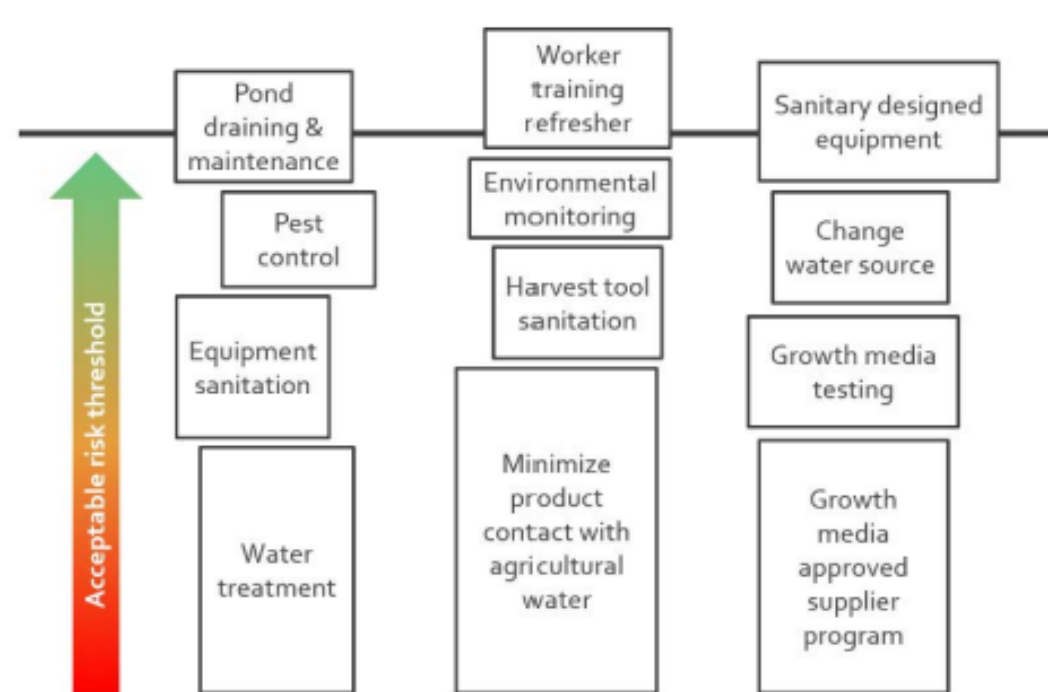 Pond
draining &
maintenance
Pest
control
Equipment
sanitation
Water
treatment
Worker
training
refresher
Environmental
monitoring
Harvest tool
sanitation
Minimize
product
contact with
agricultural
water
Sanitary designed
equipment
Change
water source
Growth media
testing
Growth
media
approved
supplier
program
Acceptable risk threshold